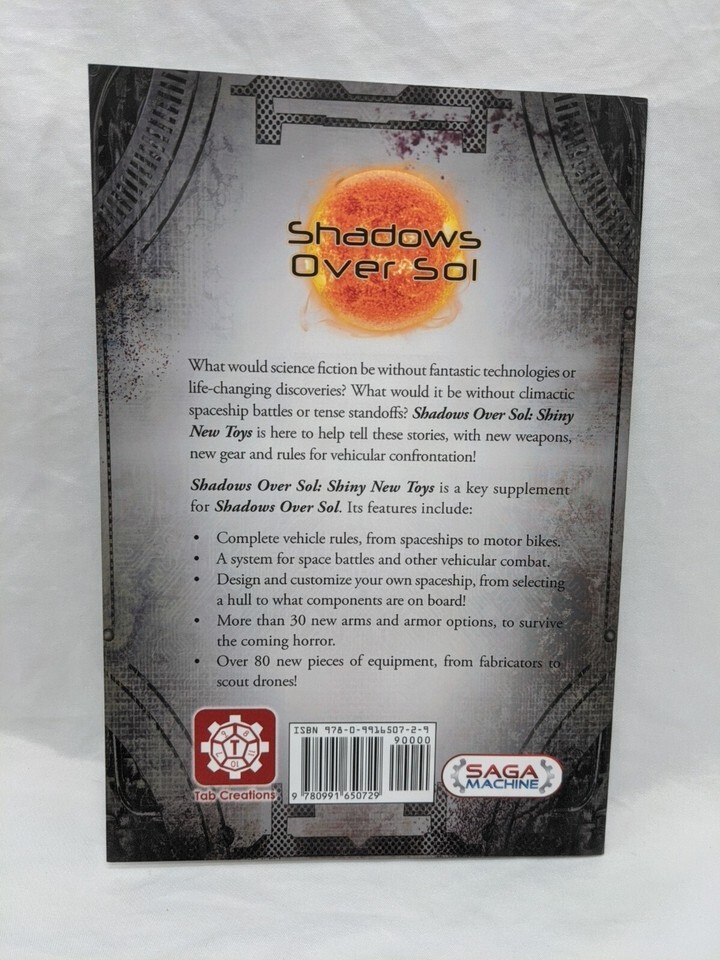 Shadows
Over Sol
What would science fiction be without fantastic technologies or
life-changing discoveries? What would it be without climactic
spaceship battles or tense standoffs? Shadows Over Sol: Shiny
New Toys is here to help tell these stories, with new weapons,
new gear and rules for vehicular confrontation!
Shadows Over Sol: Shiny New Toys is a key supplement
for Shadows Over Sol. Its features include:
• Complete vehicle rules, from spaceships to motor bikes.
• A system for space battles and other vehicular combat.
• Design and customize your own spaceship, from selecting
a hull to what components are on board!
• More than 30 new arms and armor options, to survive
the coming horror.
• Over 80 new pieces of equipment, from fabricators to
scout drones!
ISBN 978-0-9916507-2-9
90000
9 780991 650729
T
Tab Creations
SAGA
MACHINE